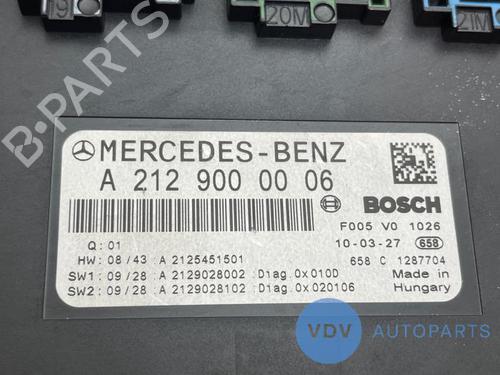 19
20M
21M
B-PARTS
MERCEDES-BENZ
A 212 900 00 06
BOSCH
F005 V0 1026
Q: 01
10-03-27 658
HW: 08/43 A 2125451501
658 C 1287704
SW1: 09/28 A 2129028002 Diag.0x010D
Made in
SW2: 09/28 A 2129028102 Diag.0x020106
Hungary
VDV AUTOPARTS